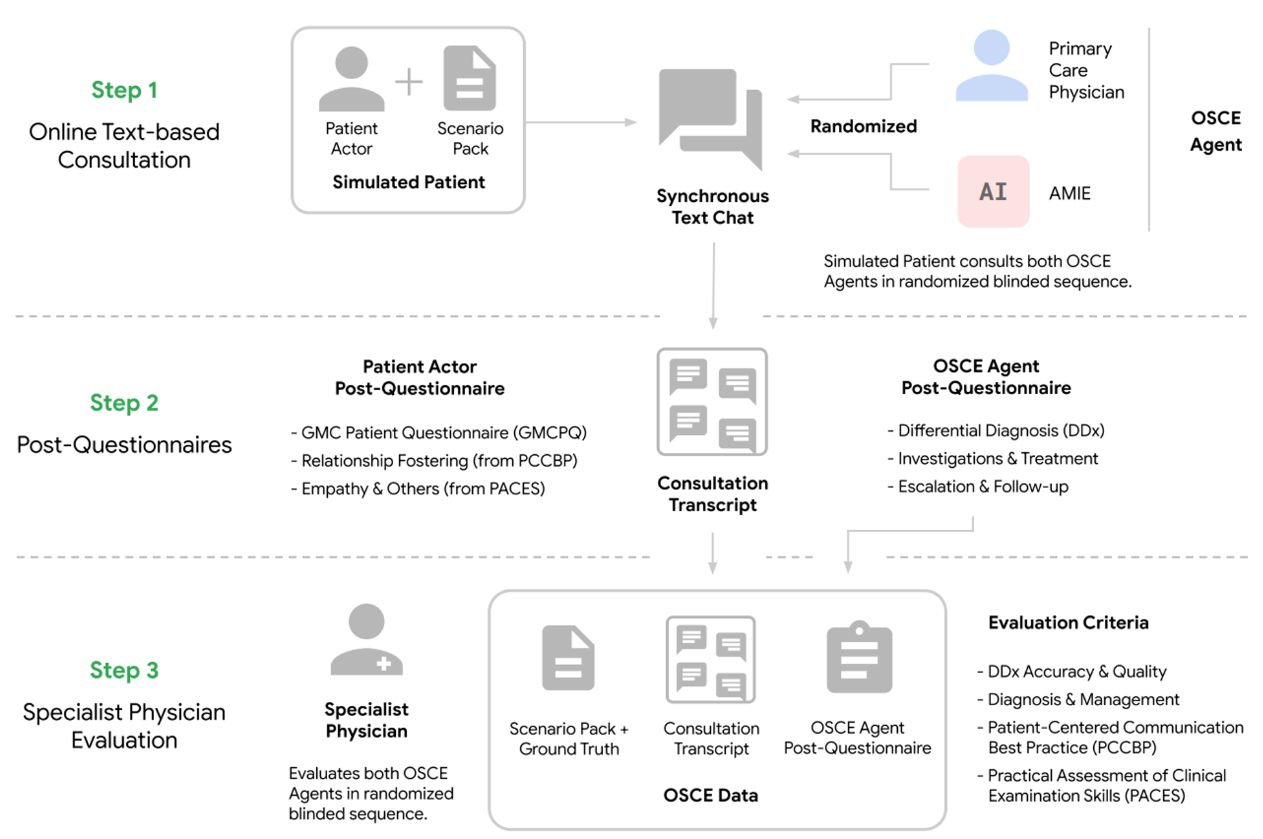 Step 1
Online Text-based
Consultation
Patient
Actor
Scenario
Pack
Simulated Patient
Synchronous
Text Chat
Randomized
Primary
Care
Physician
AI
AMIE
OSCE
Agent
Simulated Patient consults both OSCE
Agents in randomized blinded sequence.
Step 2
Post-Questionnaires
Patient Actor
Post-Questionnaire
- GMC Patient Questionnaire (GMCPQ)
- Relationship Fostering (from PCCBP)
- Empathy & Others (from PACES)
Consultation
Transcript
OSCE Agent
Post-Questionnaire
- Differential Diagnosis (DDx)
- Investigations & Treatment
- Escalation & Follow-up
Step 3
Specialist Physician
Evaluation
Specialist
Physician
Evaluates both OSCE
Agents in randomized
blinded sequence.
Scenario Pack +
Ground Truth
Consultation
Transcript
OSCE Agent
Post-Questionnaire
OSCE Data
Evaluation Criteria
- DDx Accuracy & Quality
- Diagnosis & Management
- Patient-Centered Communication
Best Practice (PCCBP)
- Practical Assessment of Clinical
Examination Skills (PACES)